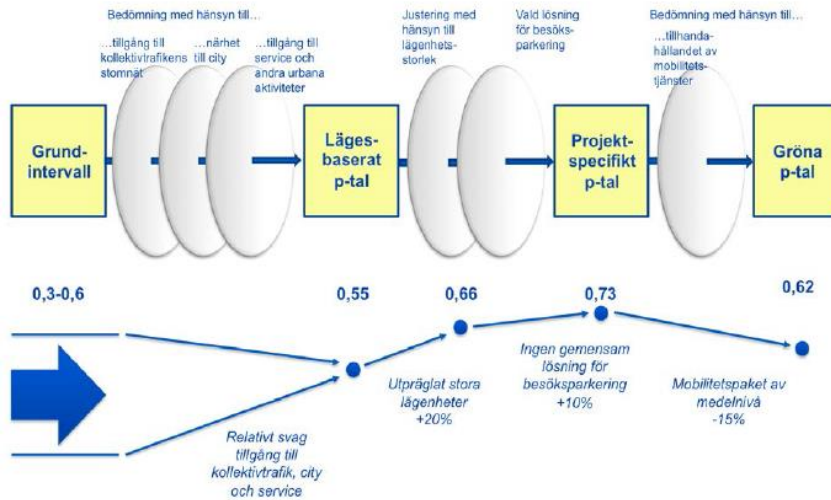 Bedömning med hänsyn till…
…tillgång till
kollektivtrafikens
stomnät
…närhet
till city
…tillgång till
service och
andra urbana
aktiviteter
Justering med
hänsyn till
lägenhets-
storlek
Vald lösning
för besöks-
parkering
Bedömning med hänsyn till…
…tillhanda-
hållandet av
mobilitets-
tjänster
Grund-
intervall
Läges-
baserat
p-tal
Projekt-
specifikt
p-tal
Gröna
p-tal
0,3-0,6
0,55
0,66
0,73
0,62
Relativt svag
tillgång till
kollektivtrafik, city
och service
Utpräglat stora
lägenheter
+20%
Ingen gemensam
lösning för
besöksparkering
+10%
Mobilitetspaket av
medelnivå
-15%